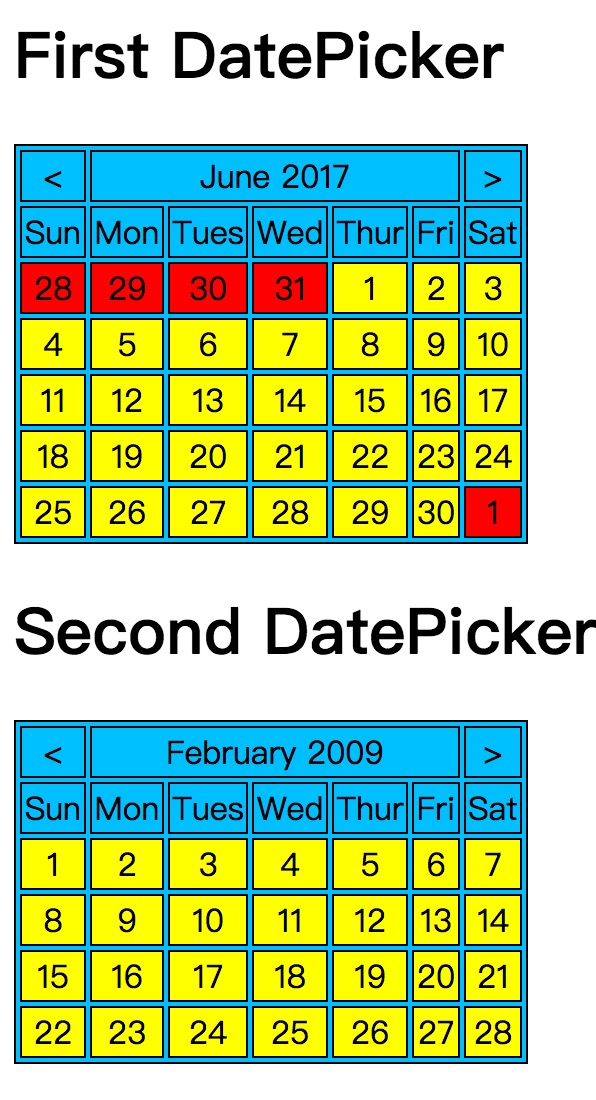 First DatePicker
< June 2017 >
Sun Mon Tues Wed Thur Fri Sat
28 29 30 31 1 2 3
4 5 6 7 8 9 10
11 12 13 14 15 16 17
18 19 20 21 22 23 24
25 26 27 28 29 30 1
Second DatePicker
< February 2009 >
Sun Mon Tues Wed Thur Fri Sat
1 2 3 4 5 6 7
8 9 10 11 12 13 14
15 16 17 18 19 20 21
22 23 24 25 26 27 28